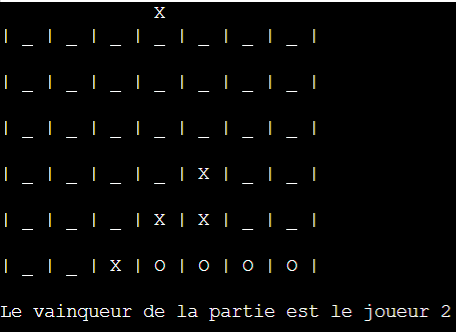 X
| _ | _ | _ | _ | _ | _ | _ |
| _ | _ | _ | _ | _ | _ | _ |
| _ | _ | _ | _ | _ | _ | _ |
| _ | _ | _ | _ | X | _ | _ |
| _ | _ | _ | X | X | _ | _ |
| _ | _ | X | O | O | O | O |
Le vainqueur de la partie est le joueur 2